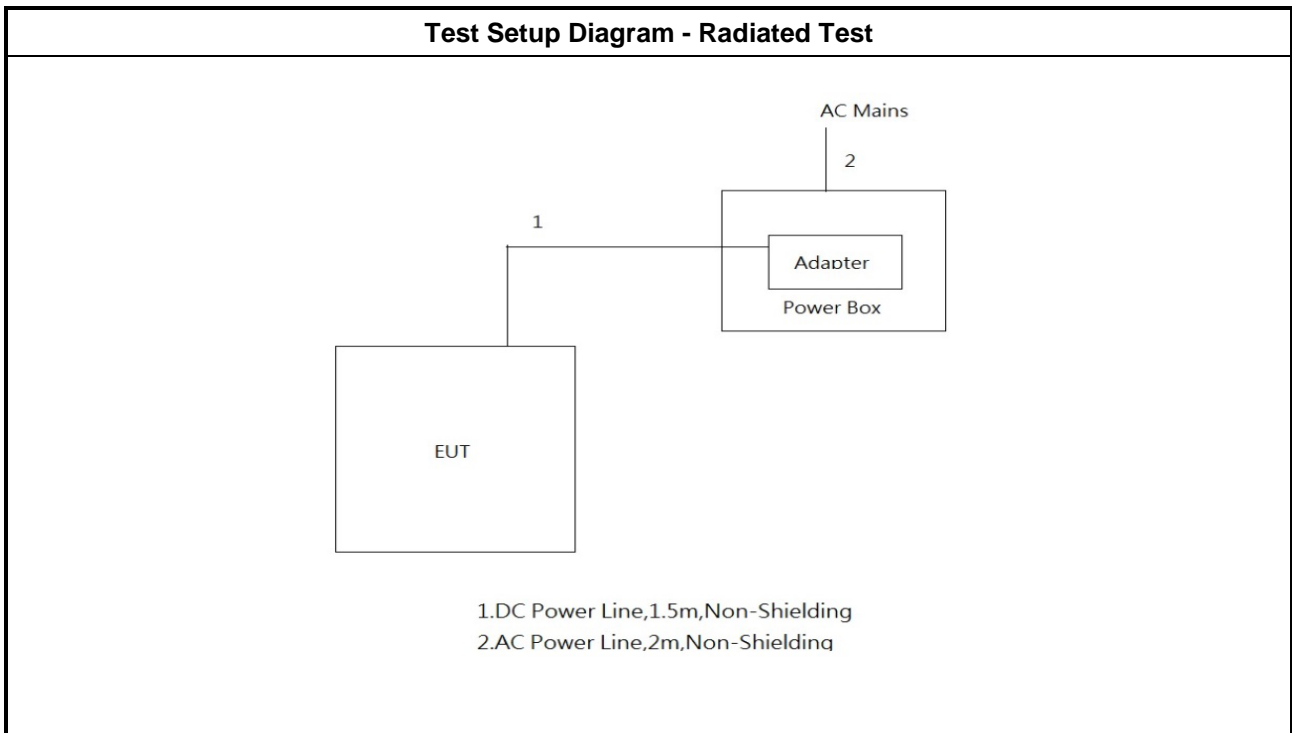 Test Setup Diagram - Radiated Test
AC Mains
2
1
Adapter
Power Box
EUT
1.DC Power Line,1.5m,Non-Shielding
2.AC Power Line,2m,Non-Shielding